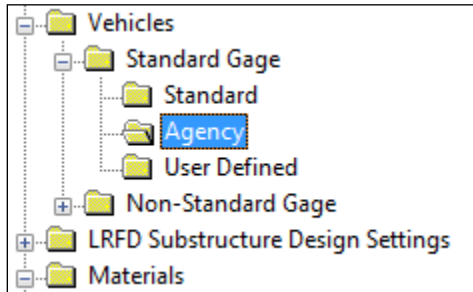 Vehicles
Standard Gage
Standard
Agency
User Defined
Non-Standard Gage
LRFD Substructure Design Settings
Materials